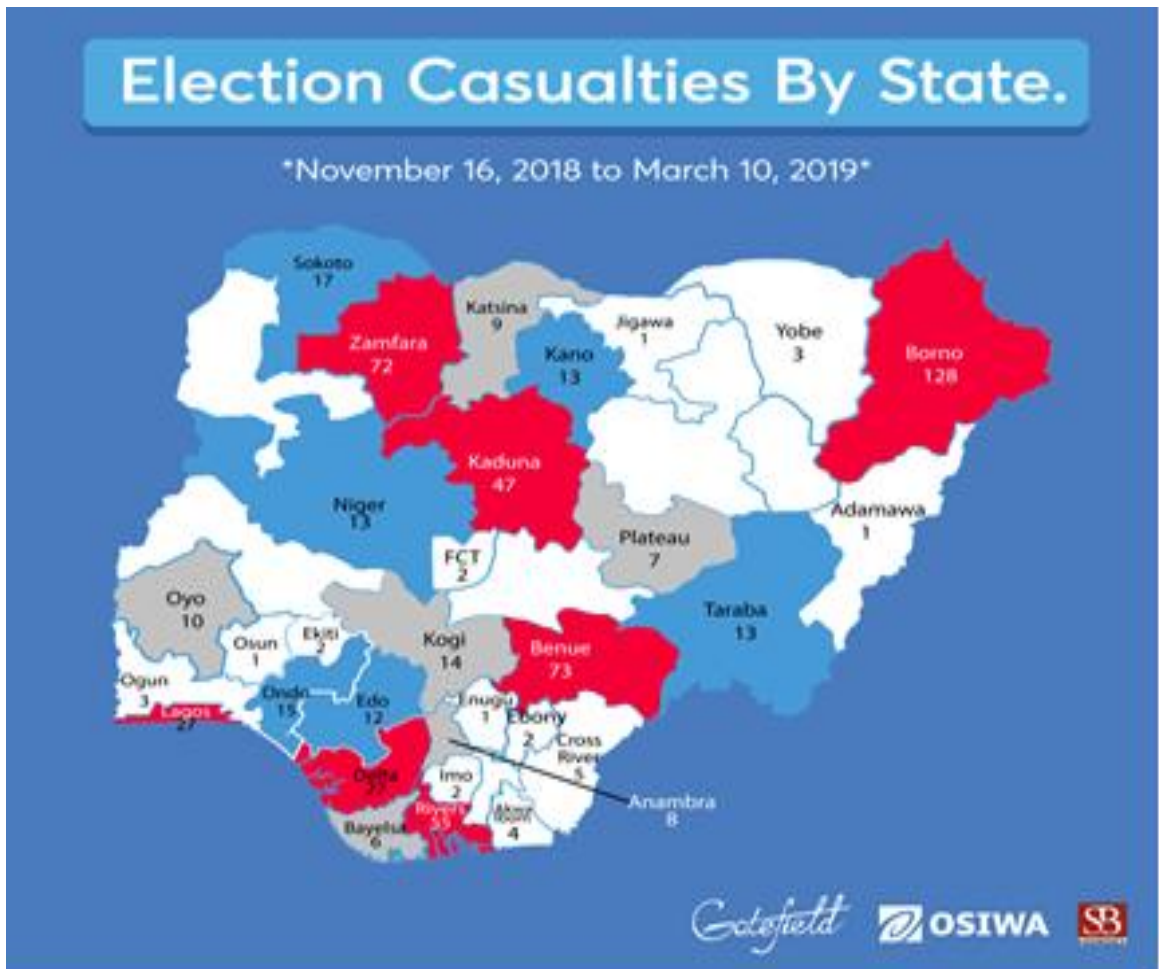 Election Casualties By State.
*November 16, 2018 to March 10, 2019*
Sokoto
17
Zamfara
72
Katsina
9
Kano
13
Jigawa
1
Yobe
3
Borno
128
Kaduna
47
Niger
13
FCT
2
Plateau
7
Adamawa
1
Taraba
13
Oyo
10
Osun
1
Ekiti
2
Kogi
14
Benue
73
Ogun
3
Lagos
27
Ondo
15
Edo
12
Enugu
1
Ebony
2
Cross
River
5
Delta
Imo
2
Rivers
Bayelsa
6
4
Anambra
8
Gatefield
OSIWA
SB